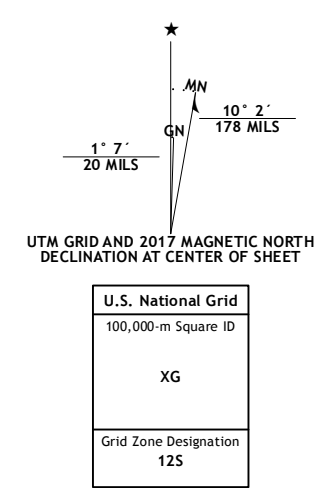 ★
MN
GN
10° 2´
178 MILS
1° 7´
20 MILS
UTM GRID AND 2017 MAGNETIC NORTH
DECLINATION AT CENTER OF SHEET
U.S. National Grid
100,000-m Square ID
XG
Grid Zone Designation
12S